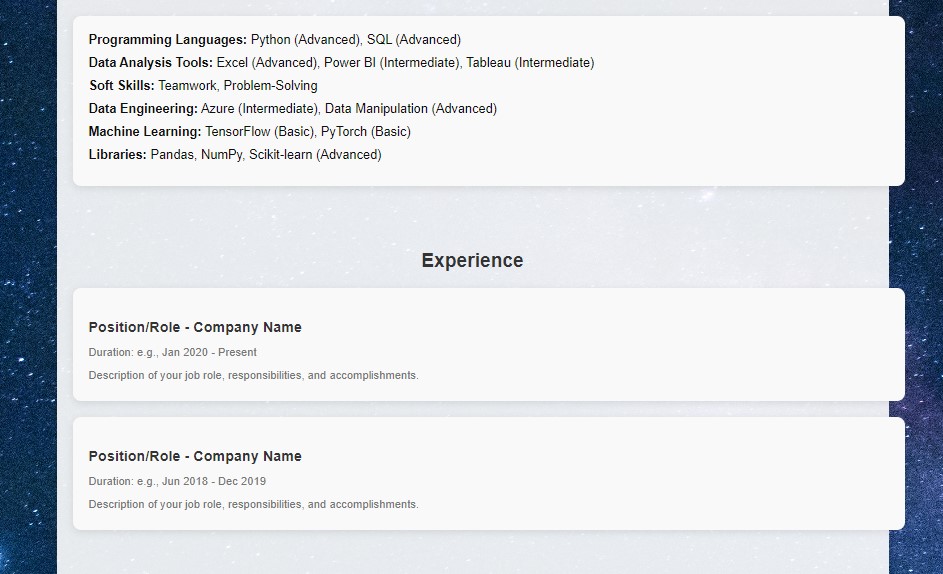 Programming Languages: Python (Advanced), SQL (Advanced)
Data Analysis Tools: Excel (Advanced), Power BI (Intermediate), Tableau (Intermediate)
Soft Skills: Teamwork, Problem-Solving
Data Engineering: Azure (Intermediate), Data Manipulation (Advanced)
Machine Learning: TensorFlow (Basic), PyTorch (Basic)
Libraries: Pandas, NumPy, Scikit-learn (Advanced)
Experience
Position/Role - Company Name
Duration: e.g., Jan 2020 - Present
Description of your job role, responsibilities, and accomplishments.
Position/Role - Company Name
Duration: e.g., Jun 2018 - Dec 2019
Description of your job role, responsibilities, and accomplishments.